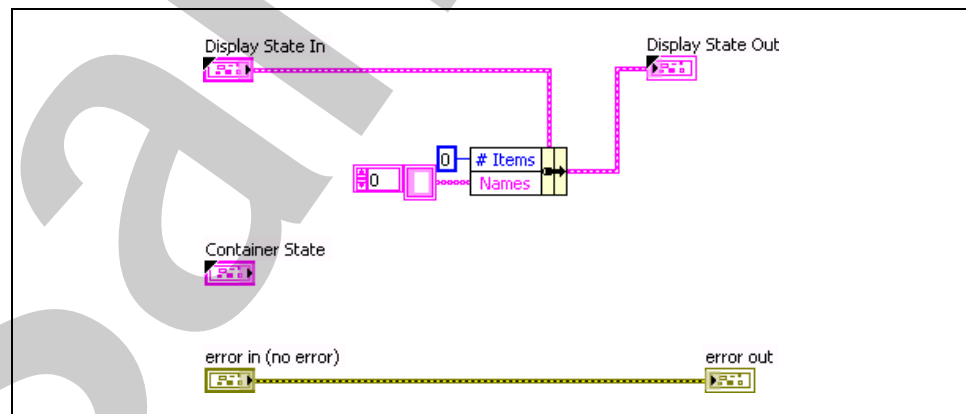 Display State In
Display State Out
0
# Items
0
Names
Container State
error in (no error)
error out